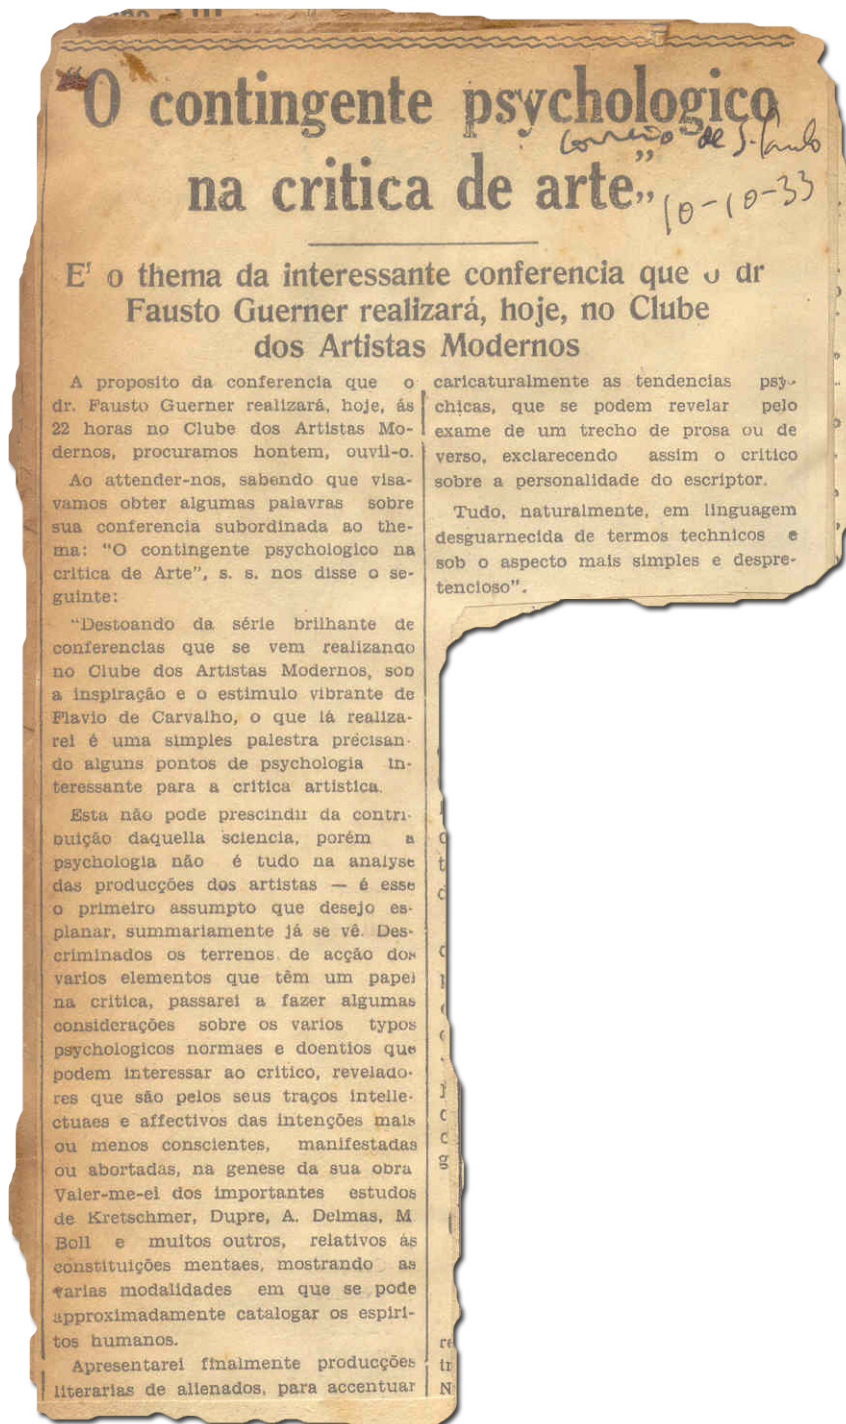 "O contingente psychologico
na critica de arte"
Correio de S. Paulo
10-10-33
E' o thema da interessante conferencia que o dr
Fausto Guerner realizará, hoje, no Clube
dos Artistas Modernos
A proposito da conferencia que o
dr. Fausto Guerner realizará, hoje, ás
22 horas no Clube dos Artistas Mo-
dernos, procuramos hontem, ouvil-o.
Ao attender-nos, sabendo que visa-
vamos obter algumas palavras sobre
sua conferencia subordinada ao the-
ma: "O contingente psychologico na
critica de Arte", s. s. nos disse o se-
guinte:
"Destoando da série brilhante de
conferencias que se vem realizando
no Clube dos Artistas Modernos, sob
a inspiração e o estimulo vibrante de
Flavio de Carvalho, o que lá realiza-
rei é uma simples palestra precisan-
do alguns pontos de psychologia in-
teressante para a critica artistica.
Esta não pode prescindir da contri-
buição daquella sciencia, porém a
psychologia não é tudo na analyse
das producções dos artistas — é esse
o primeiro assumpto que desejo es-
planar, summariamente já se vê. Des-
criminados os terrenos de acção dos
varios elementos que têm um papel
na critica, passarei a fazer algumas
considerações sobre os varios typos
psychologicos normaes e doentios que
podem interessar ao critico, revelado-
res que são pelos seus traços intelle-
ctuaes e affectivos das intenções mais
ou menos conscientes, manifestadas
ou abortadas, na genese da sua obra
Valer-me-ei dos importantes estudos
de Kretschmer, Dupre, A. Delmas, M
Boll e muitos outros, relativos ás
constituições mentaes, mostrando as
varias modalidades em que se pode
approximadamente catalogar os espiri-
tos humanos.
Apresentarei finalmente producções
literarias de alienados, para accentuar
caricaturalmente as tendencias psy-
chicas, que se podem revelar pelo
exame de um trecho de prosa ou de
verso, exclarecendo assim o critico
sobre a personalidade do escriptor.
Tudo, naturalmente, em linguagem
desguarnecida de termos technicos e
sob o aspecto mais simples e despre-
tencioso".